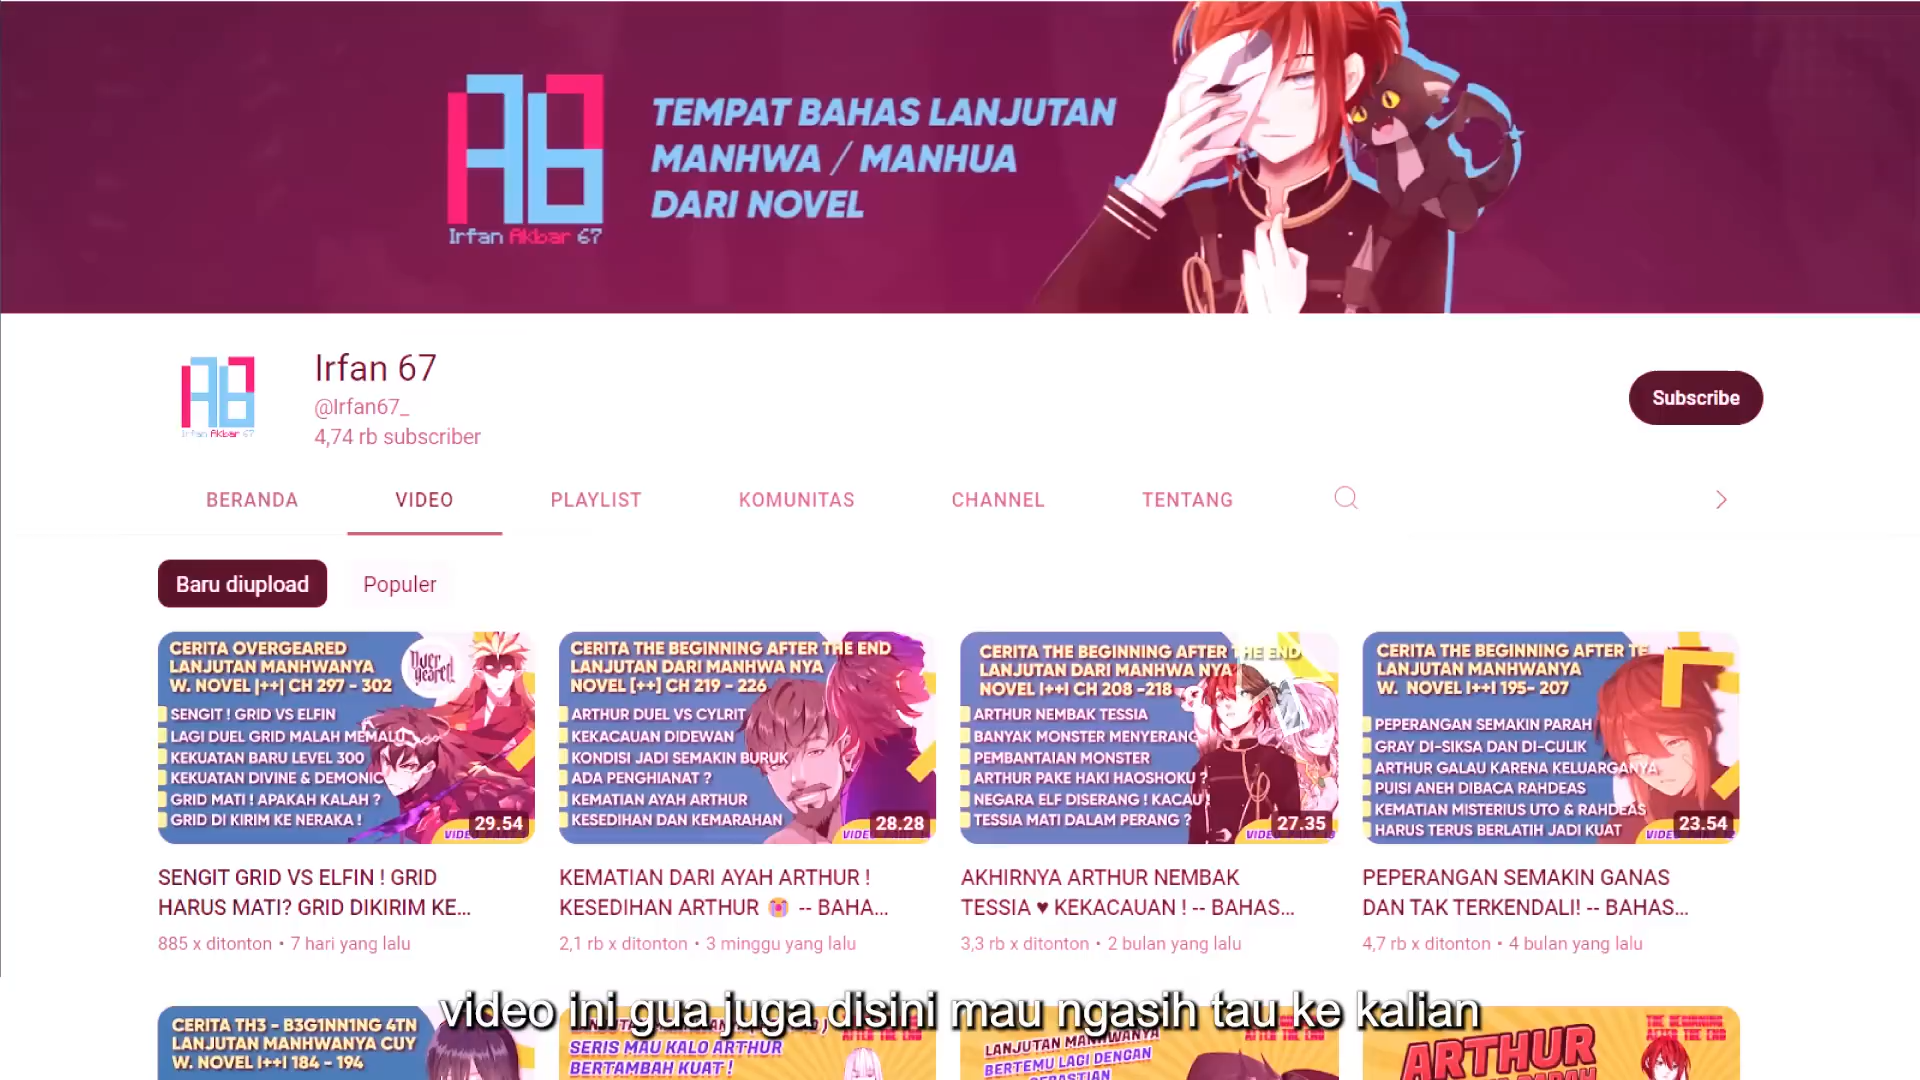 TEMPAT BAHAS LANJUTAN
MANHWA / MANHUA
DARI NOVEL
Irfan Akbar 67
Irfan 67
@Irfan67_
4,74 rb subscriber
Subscribe
BERANDA VIDEO PLAYLIST KOMUNITAS CHANNEL TENTANG
Baru diupload Populer
CERITA OVERGEARED
LANJUTAN MANHWANYA
W. NOVEL |++| CH 297 - 302
Overgeared
SENGIT ! GRID VS ELFIN
LAGI DUEL GRID MALAH MEMALU
KEKUATAN BARU LEVEL 300
KEKUATAN DIVINE & DEMONIC
GRID MATI ! APAKAH KALAH ?
GRID DI KIRIM KE NERAKA !
29.54
SENGIT GRID VS ELFIN ! GRID
HARUS MATI? GRID DIKIRIM KE...
885 x ditonton • 7 hari yang lalu
CERITA THE BEGINNING AFTER THE END
LANJUTAN DARI MANHWA NYA
NOVEL [++] CH 219 - 226
ARTHUR DUEL VS CYLRIT
KEKACAUAN DIDEWAN
KONDISI JADI SEMAKIN BURUK
ADA PENGHIANAT ?
KEMATIAN AYAH ARTHUR
KESEDIHAN DAN KEMARAHAN
28.28
KEMATIAN DARI AYAH ARTHUR !
KESEDIHAN ARTHUR 😭 -- BAHA...
2,1 rb x ditonton • 3 minggu yang lalu
CERITA THE BEGINNING AFTER THE END
LANJUTAN DARI MANHWA NYA
NOVEL I++I CH 208 -218
ARTHUR NEMBAK TESSIA
BANYAK MONSTER MENYERANG
PEMBANTAIAN MONSTER
ARTHUR PAKE HAKI HAOSHOKU ?
NEGARA ELF DISERANG ! KACAU !
TESSIA MATI DALAM PERANG ?
27.35
AKHIRNYA ARTHUR NEMBAK
TESSIA ♥ KEKACAUAN ! -- BAHAS...
3,3 rb x ditonton • 2 bulan yang lalu
CERITA THE BEGINNING AFTER TE
LANJUTAN MANHWANYA
W. NOVEL I++I 195- 207
PEPERANGAN SEMAKIN PARAH
GRAY DI-SIKSA DAN DI-CULIK
ARTHUR GALAU KARENA KELUARGANYA
PUISI ANEH DIBACA RAHDEAS
KEMATIAN MISTERIUS UTO & RAHDEAS
HARUS TERUS BERLATIH JADI KUAT
23.54
PEPERANGAN SEMAKIN GANAS
DAN TAK TERKENDALI! -- BAHAS...
4,7 rb x ditonton • 4 bulan yang lalu
video ini gua juga disini mau ngasih tau ke kalian
CERITA TH3 - B3G1NN1NG 4TN
LANJUTAN MANHWANYA CUY
W. NOVEL I++I 184 - 194
SERIS MAU KALO ARTHUR
BERTAMBAH KUAT !
LANJUTAN MANHWANYA
BERTEMU LAGI DENGAN
SEBASTIAN
ARTHUR